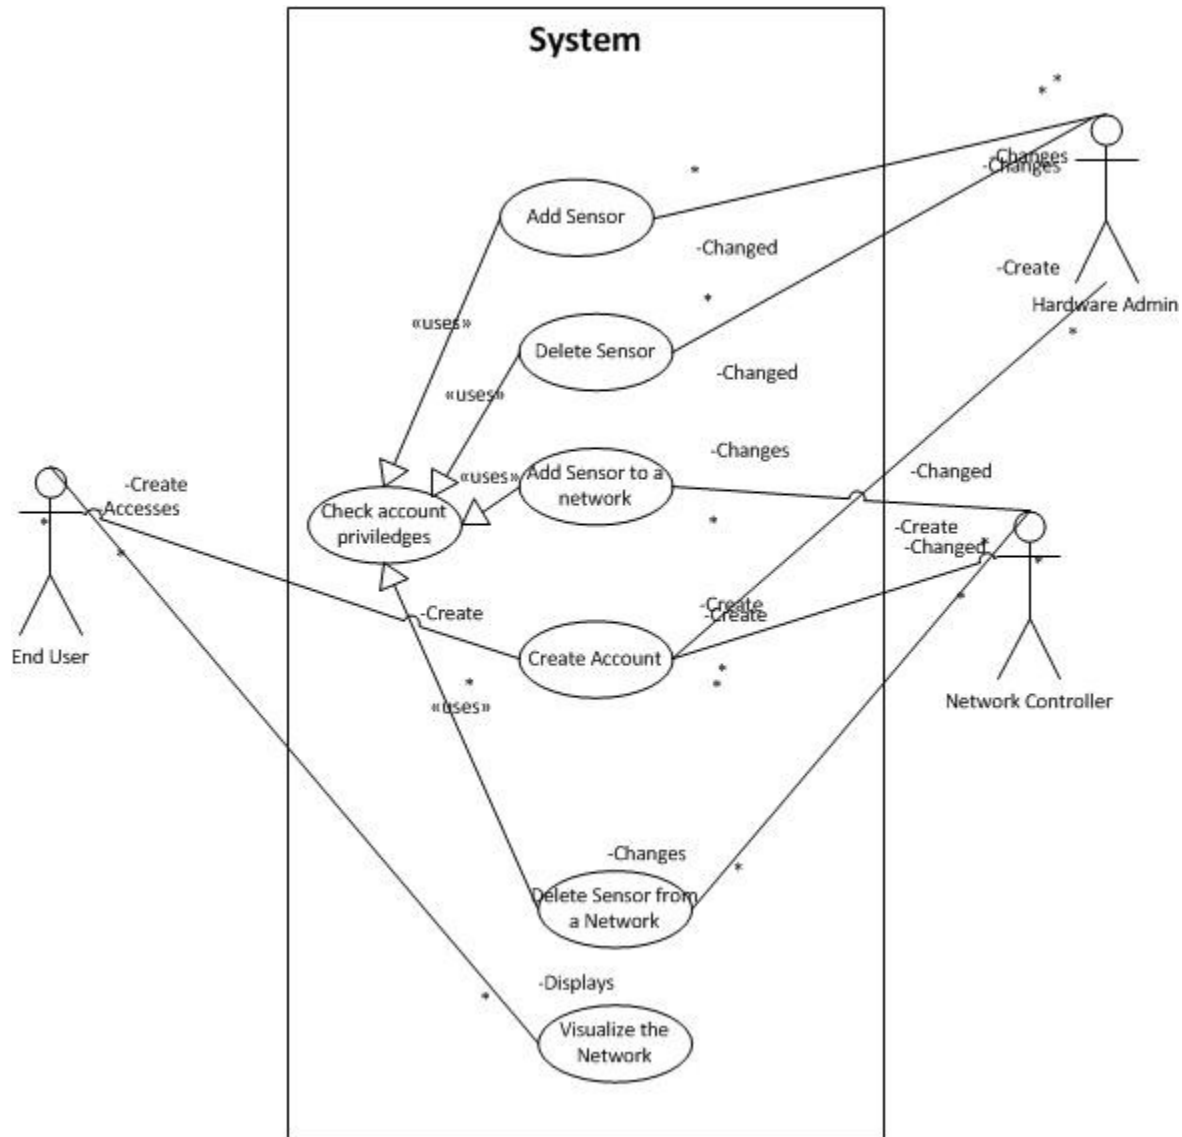 System
*
*
*
-Changes
-Changes
Add Sensor
-Changed
-Create
*
Hardware Admin
«uses»
*
Delete Sensor
-Changed
«uses»
-Changes
-Changed
«uses»
Add Sensor to a
network
-Create
-Accesses
*
*
Check account
priviledges
*
-Create
-Changed
*
*
*
-Create
-Create
-Create
End User
Create Account
*
*
*
Network Controller
«uses»
-Changes
*
Delete Sensor from
a Network
-Displays
*
Visualize the
Network